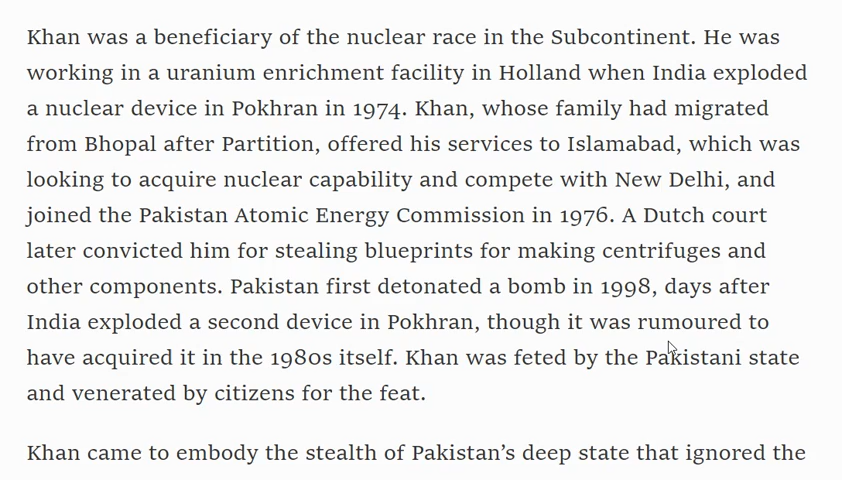 Khan was a beneficiary of the nuclear race in the Subcontinent. He was
working in a uranium enrichment facility in Holland when India exploded
a nuclear device in Pokhran in 1974. Khan, whose family had migrated
from Bhopal after Partition, offered his services to Islamabad, which was
looking to acquire nuclear capability and compete with New Delhi, and
joined the Pakistan Atomic Energy Commission in 1976. A Dutch court
later convicted him for stealing blueprints for making centrifuges and
other components. Pakistan first detonated a bomb in 1998, days after
India exploded a second device in Pokhran, though it was rumoured to
have acquired it in the 1980s itself. Khan was feted by the Pakistani state
and venerated by citizens for the feat.
Khan came to embody the stealth of Pakistan’s deep state that ignored the